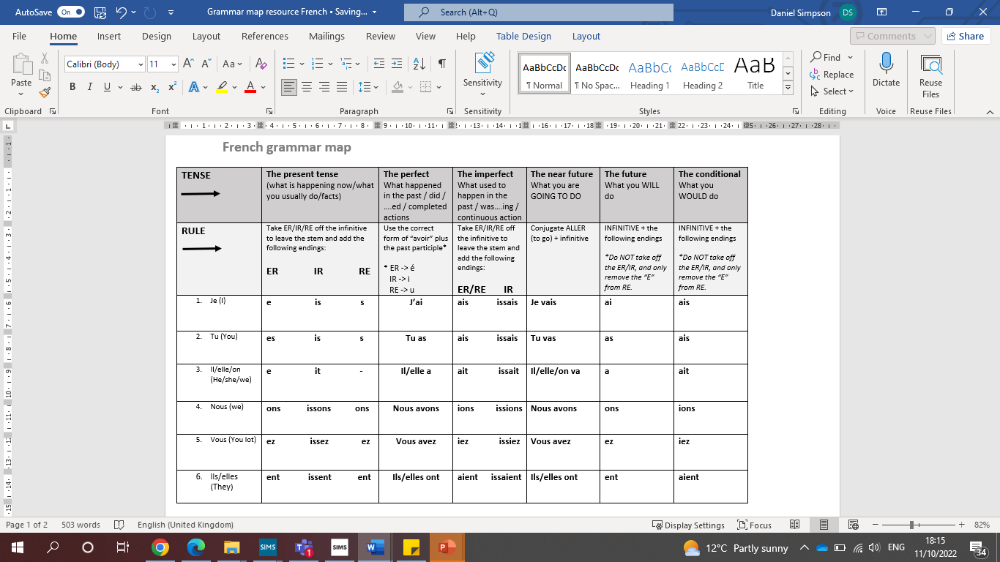 AutoSave On Grammar map resource French • Saving... Search (Alt+Q) Daniel Simpson DS
File Home Insert Design Layout References Mailings Review View Help Table Design Layout Comments Share
Calibri (Body) 11
Paste
Clipboard Font Paragraph Sensitivity Styles Editing Voice Reuse Files
Sensitivity
AaBbCcDc AaBbCcDc AaBbCc AaBbCcD AaB
¶ Normal ¶ No Spac... Heading 1 Heading 2 Title
Find
Replace
Select
Dictate
Reuse
Files
French grammar map
TENSE
The present tense
(what is happening now/what
you usually do/facts)
The perfect
What happened
in the past / did /
....ed / completed
actions
The imperfect
What used to
happen in the
past / was....ing /
continuous action
The near future
What you are
GOING TO DO
The future
What you WILL
do
The conditional
What you
WOULD do
RULE
Take ER/IR/RE off the infinitive
to leave the stem and add the
following endings:
ER IR RE
Use the correct
form of “avoir” plus
the past participle*
* ER -> é
IR -> i
RE -> u
Take ER/IR/RE off
the infinitive to
leave the stem and
add the following
endings:
ER/RE IR
Conjugate ALLER
(to go) + infinitive
INFINITIVE + the
following endings
*Do NOT take off
the ER/IR, and only
remove the “E”
from RE.
INFINITIVE + the
following endings
*Do NOT take off
the ER/IR, and only
remove the “E”
from RE.
1. Je (I) e is s J’ai ais issais Je vais ai ais
2. Tu (You) es is s Tu as ais issais Tu vas as ais
3. Il/elle/on
(He/she/we) e it - Il/elle a ait issait Il/elle/on va a ait
4. Nous (we) ons issons ons Nous avons ions issions Nous avons ons ions
5. Vous (You lot) ez issez ez Vous avez iez issiez Vous avez ez iez
6. Ils/elles
(They) ent issent ent Ils/elles ont aient issaient Ils/elles ont ent aient
Page 1 of 2 503 words English (United Kingdom) Display Settings Focus 82%
SIMS SIMS 12°C Partly sunny ENG 18:15
11/10/2022 34